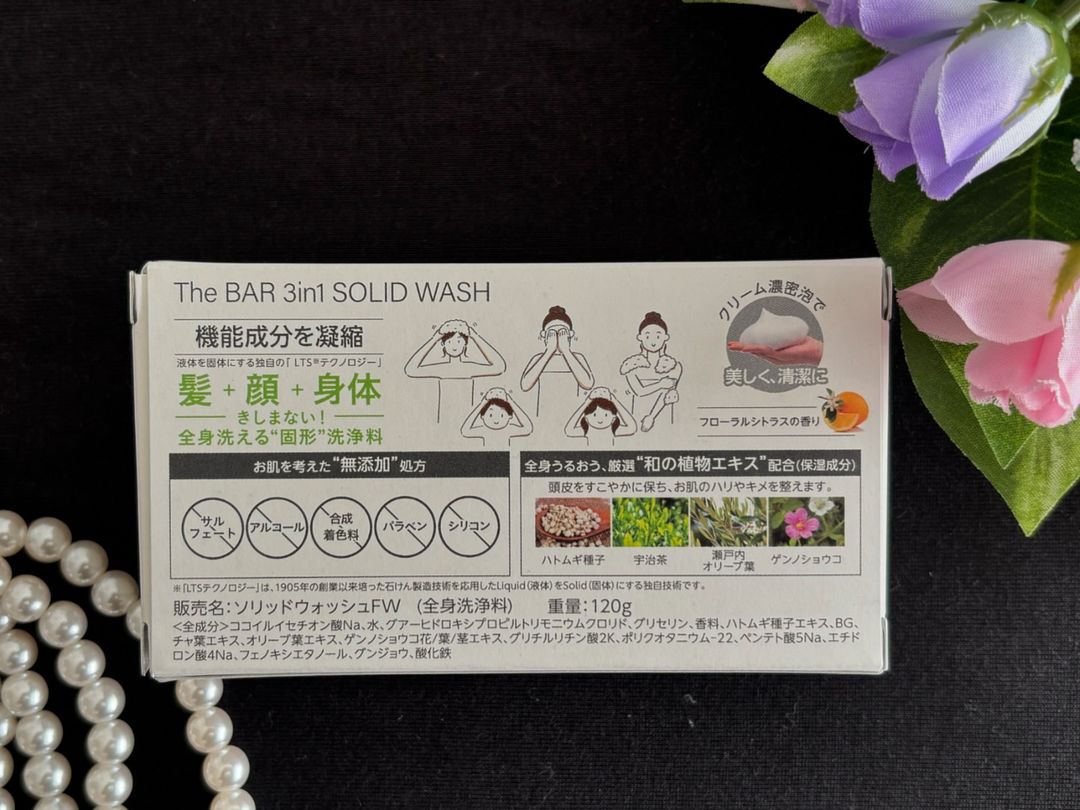 The BAR 3in1 SOLID WASH
機能成分を凝縮
液体を固体にする独自の「LTS※テクノロジー」
髪+顔+身体
きしまない!
全身洗える“固形”洗浄料
クリーム濃密泡で
美しく、清潔に
フローラルシトラスの香り
お肌を考えた“無添加”処方
サル
フェート
アルコール
合成
着色料
パラベン
シリコン
全身うるおう、厳選“和の植物エキス”配合(保湿成分)
頭皮をすこやかに保ち、お肌のハリやキメを整えます。
ハトムギ種子
宇治茶
瀬戸内
オリーブ葉
ゲンノショウコ
※「LTSテクノロジー」は、1905年の創業以来培った石けん製造技術を応用したLiquid(液体)をSolid(固体)にする独自技術です。
販売名:ソリッドウォッシュFW (全身洗浄料) 重量:120g
<全成分>ココイルイセチオン酸Na、水、グアーヒドロキシプロピルトリモニウムクロリド、グリセリン、香料、ハトムギ種子エキス、BG、
チャ葉エキス、オリーブ葉エキス、ゲンノショウコ花/葉/茎エキス、グリチルリチン酸2K、ポリクオタニウム-22、ペンテト酸5Na、エチド
ロン酸4Na、フェノキシエタノール、グンジョウ、酸化鉄